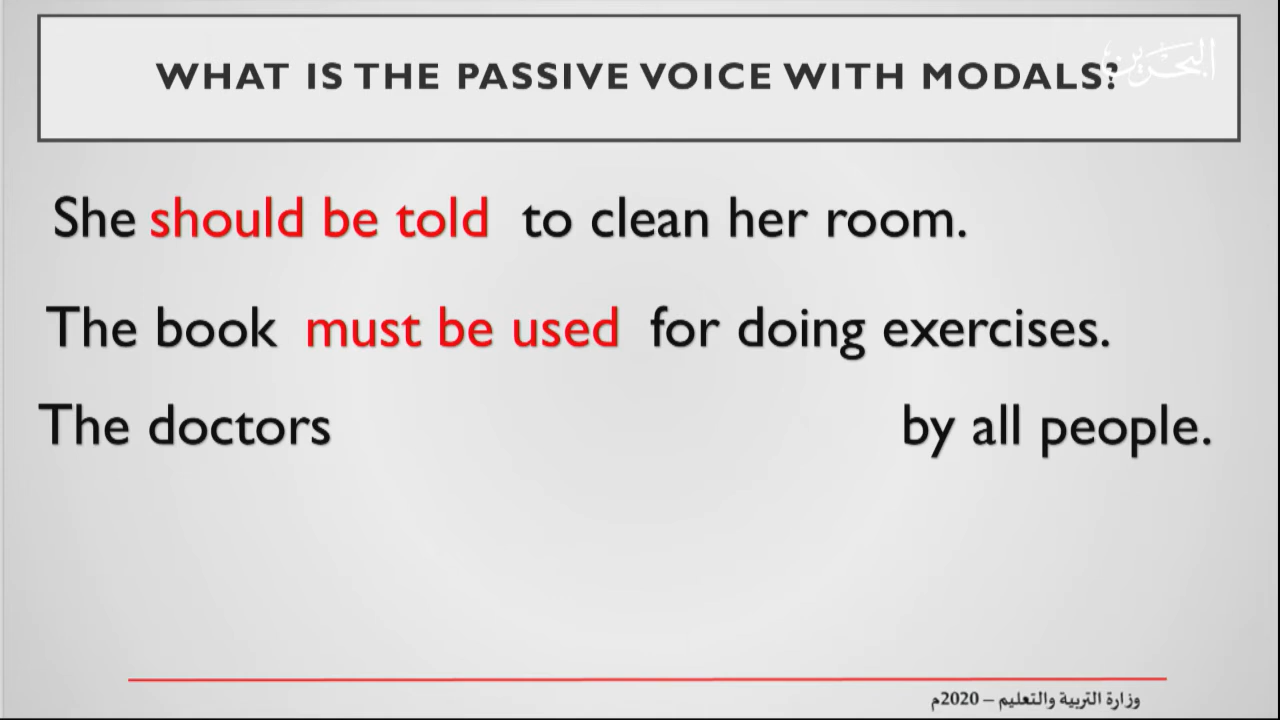 WHAT IS THE PASSIVE VOICE WITH MODALS?
البحرين
She should be told to clean her room.
The book must be used for doing exercises.
The doctors by all people.
وزارة التربية والتعليم – 2020م